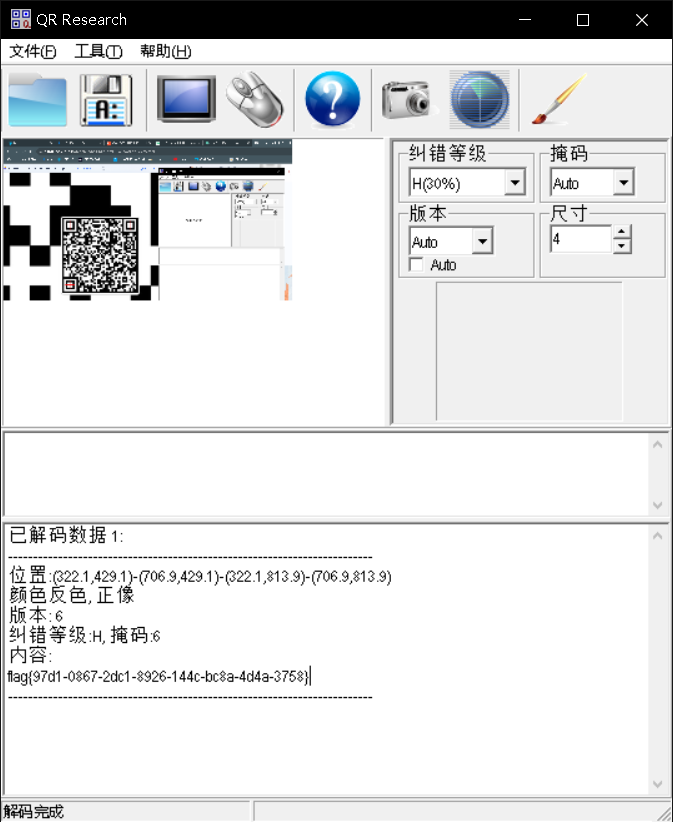 QR Research
文件(F) 工具(T) 帮助(H)
A:
?
纠错等级 掩码
H(30%) Auto
版本 尺寸
Auto 4
Auto
已解码数据 1:
---------------------------------------------------------------------------
位置:(322.1,429.1)-(706.9,429.1)-(322.1,813.9)-(706.9,813.9)
颜色反色, 正像
版本: 6
纠错等级:H, 掩码:6
内容:
flag{97d1-0867-2dc1-8926-144c-bc8a-4d4a-3758}
---------------------------------------------------------------------------
解码完成